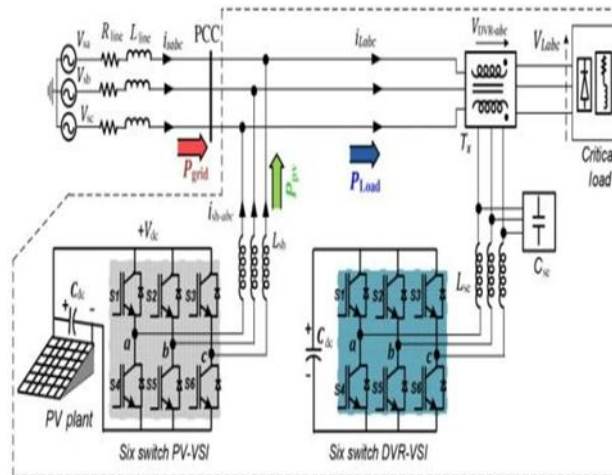 V_sa R_line L_line i_sabc PCC i_Labc V_DVR-abc V_Labc
V_sb
V_sc
T_x
Critical
load
P_grid P_pv P_Load
i_sh-abc
L_sh
+V_dc
L_se
C_se
S1 S2 S3
S1 S2 S3
+ C_dc -
+ C_dc -
a b c
a b c
S4 S5 S6
S4 S5 S6
PV plant
Six switch PV-VSI Six switch DVR-VSI